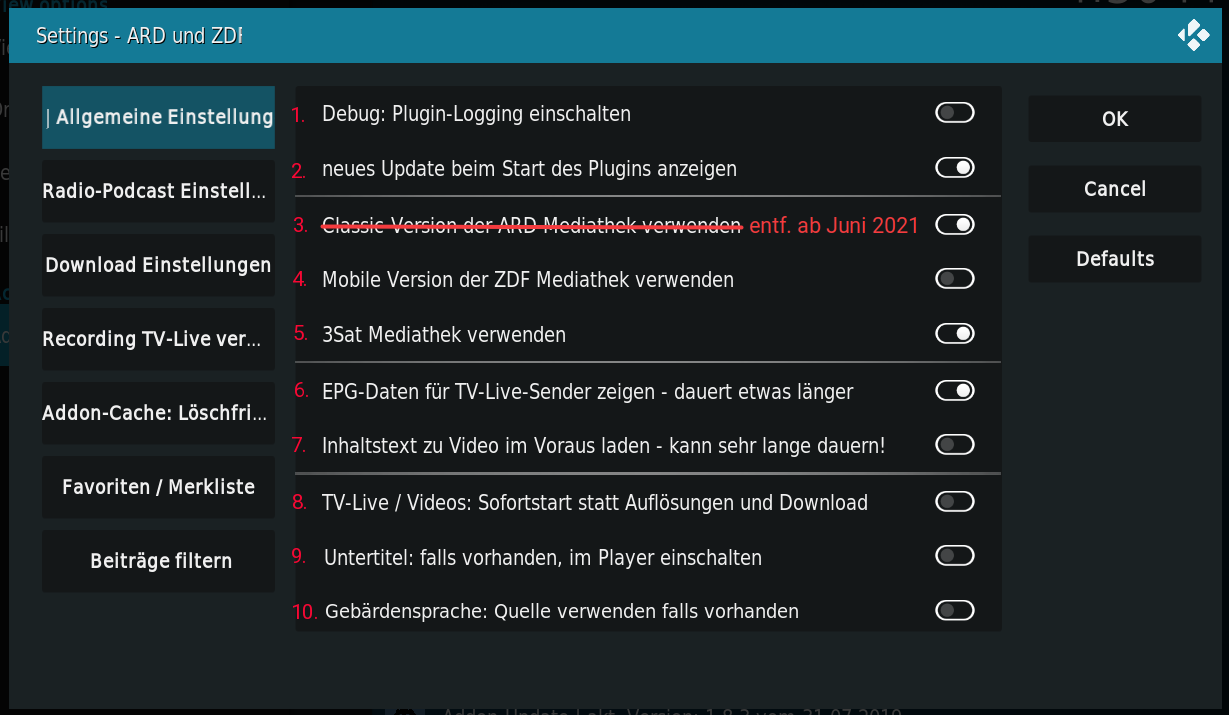 Settings - ARD und ZDF
| Allgemeine Einstellung
Radio-Podcast Einstell...
Download Einstellungen
Recording TV-Live ver...
Addon-Cache: Löschfri...
Favoriten / Merkliste
Beiträge filtern
1. Debug: Plugin-Logging einschalten
2. neues Update beim Start des Plugins anzeigen
3. Classic-Version der ARD Mediathek verwenden entf. ab Juni 2021
4. Mobile Version der ZDF Mediathek verwenden
5. 3Sat Mediathek verwenden
6. EPG-Daten für TV-Live-Sender zeigen - dauert etwas länger
7. Inhaltstext zu Video im Voraus laden - kann sehr lange dauern!
8. TV-Live / Videos: Sofortstart statt Auflösungen und Download
9. Untertitel: falls vorhanden, im Player einschalten
10. Gebärdensprache: Quelle verwenden falls vorhanden
OK
Cancel
Defaults